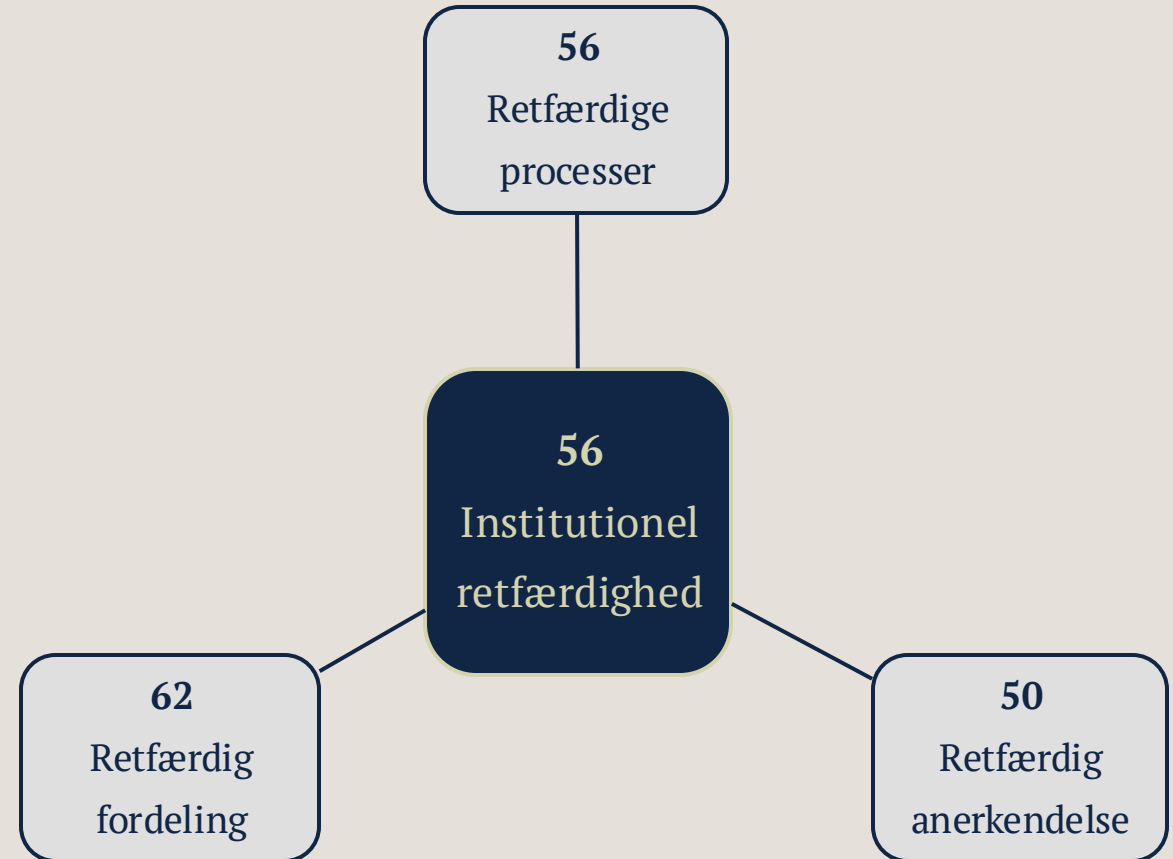 56
Retfærdige
processer
56
Institutionel
retfærdighed
62
Retfærdig
fordeling
50
Retfærdig
anerkendelse